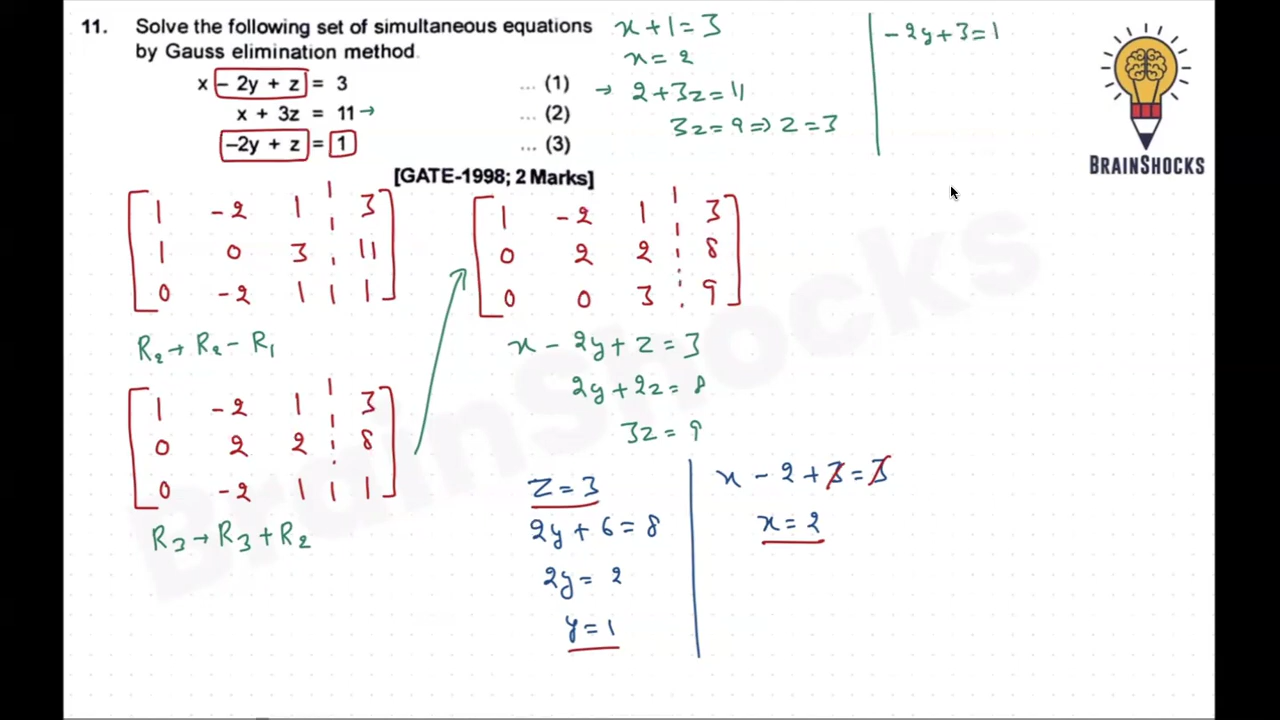 11. Solve the following set of simultaneous equations
by Gauss elimination method.
x – 2y + z = 3 ... (1)
x + 3z = 11 → ... (2)
–2y + z = 1 ... (3)
[GATE-1998; 2 Marks]
x + 1 = 3
x = 2
→ 2 + 3z = 11
3z = 9 ⇒ z = 3
- 2y + 3 = 1
BRAINSHOCKS
1 -2 1 3
1 0 3 11
0 -2 1 1
R2 → R2 - R1
1 -2 1 3
0 2 2 8
0 -2 1 1
R3 → R3 + R2
1 -2 1 3
0 2 2 8
0 0 3 9
x - 2y + z = 3
2y + 2z = 8
3z = 9
z = 3
2y + 6 = 8
2y = 2
y = 1
x - 2 + 3 = 3
x = 2
BrainShocks